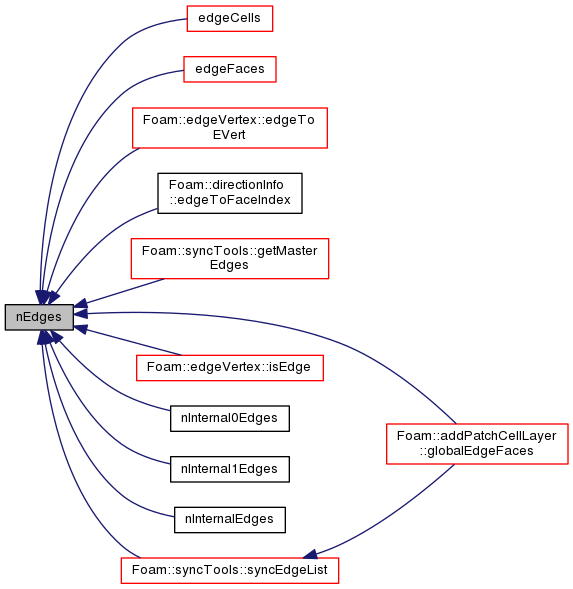 edgeCells
edgeFaces
Foam::edgeVertex::edgeTo
EVert
Foam::directionInfo
::edgeToFaceIndex
Foam::syncTools::getMaster
Edges
nEdges
Foam::edgeVertex::isEdge
nInternal0Edges
Foam::addPatchCellLayer
::globalEdgeFaces
nInternal1Edges
nInternalEdges
Foam::syncTools::syncEdgeList